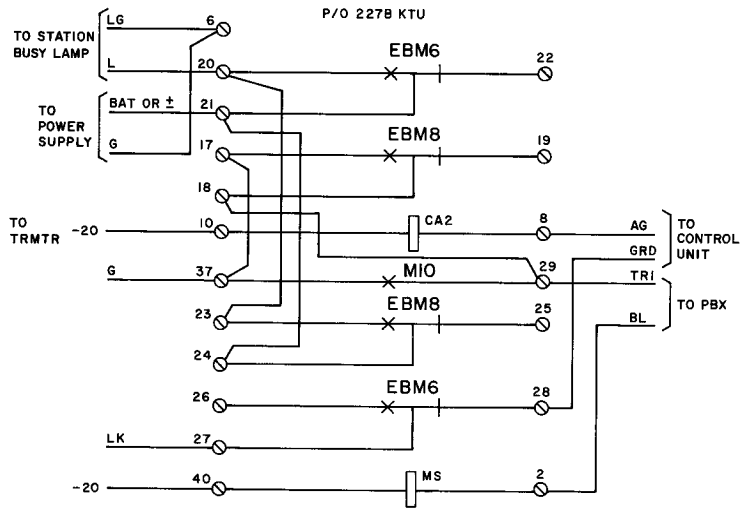 P/O 2278 KTU
LG 6
TO STATION
BUSY LAMP
EBM6
L 20 22
BAT OR ± 21
TO
POWER
SUPPLY
EBM8
G 17 19
18
TO
TRMTR
-20 10 CA2 8 AG
TO
CONTROL
UNIT
GRD
G 37 M10 29 TR1
EBM8
23 25 BL
TO PBX
24
EBM6
26 28
LK 27
-20 40 MS 2